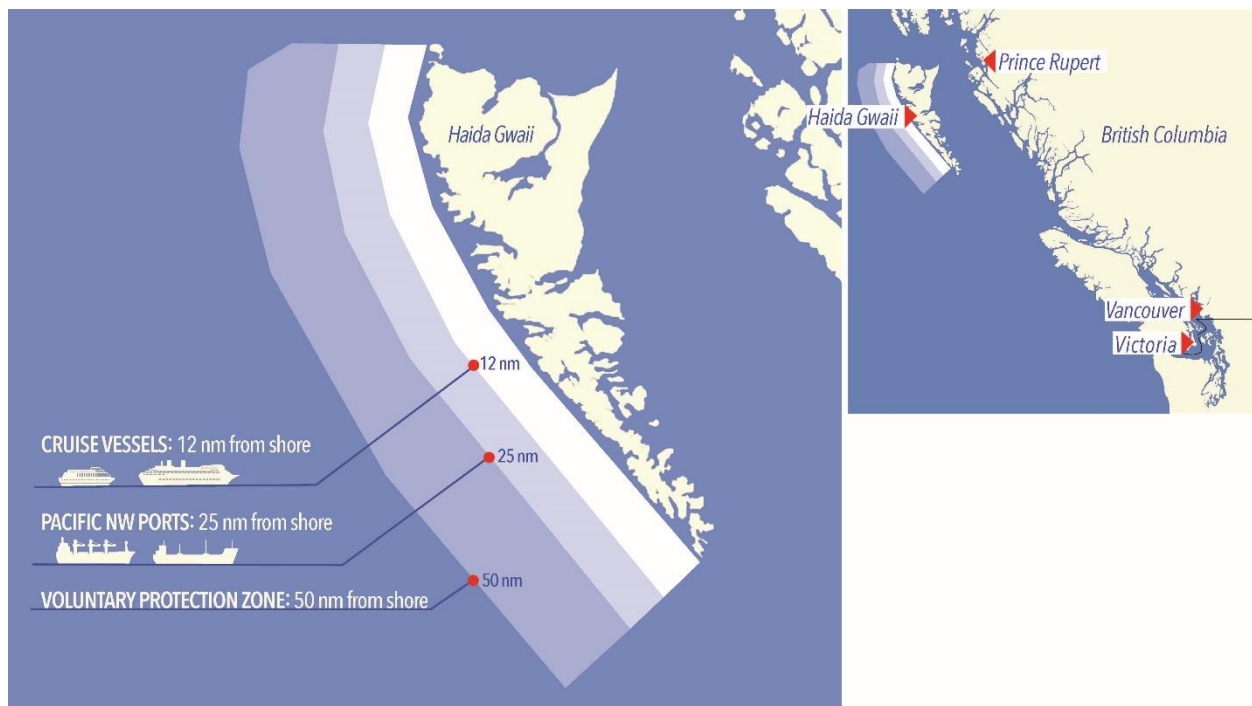 Haida Gwaii
12 nm
CRUISE VESSELS: 12 nm from shore
25 nm
PACIFIC NW PORTS: 25 nm from shore
50 nm
VOLUNTARY PROTECTION ZONE: 50 nm from shore
Prince Rupert
Haida Gwaii
British Columbia
Vancouver
Victoria